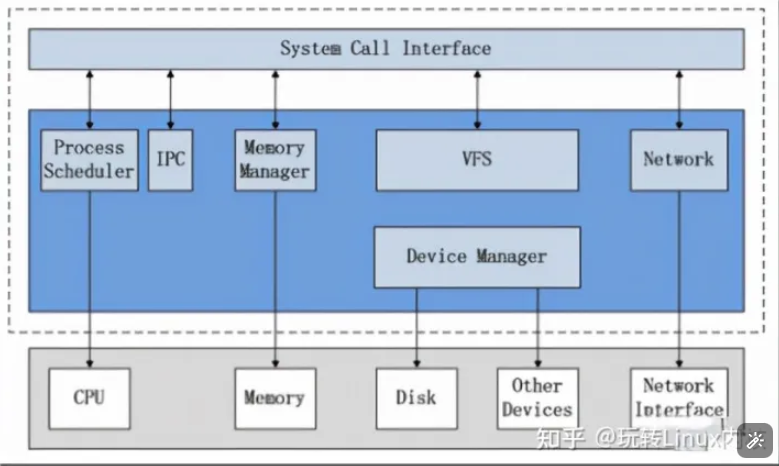 System Call Interface
Process
Scheduler
IPC
Memory
Manager
VFS
Network
Device Manager
CPU
Memory
Disk
Other
Devices
Network
Interface
知乎 @玩转Linux内